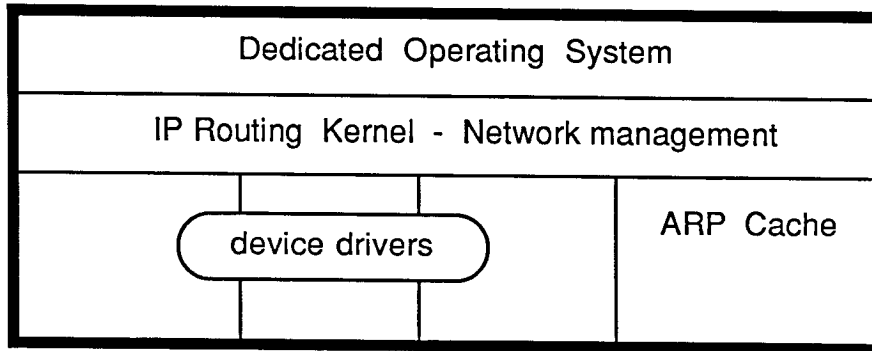 Dedicated Operating System
IP Routing Kernel - Network management
device drivers
ARP Cache